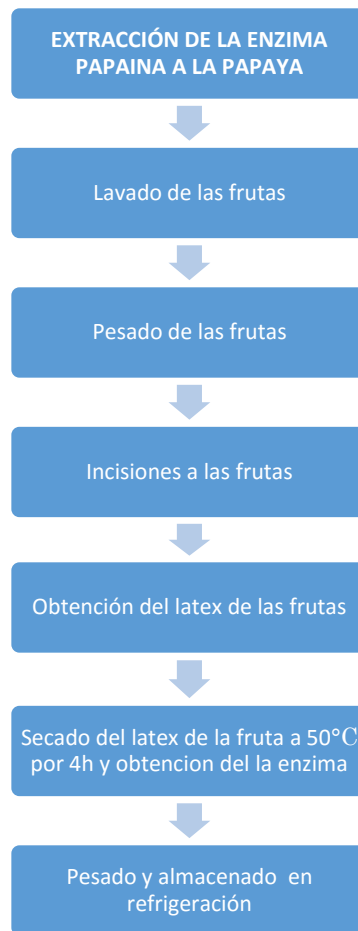 EXTRACCIÓN DE LA ENZIMA
PAPAINA A LA PAPAYA
Lavado de las frutas
Pesado de las frutas
Incisiones a las frutas
Obtención del latex de las frutas
Secado del latex de la fruta a 50°C
por 4h y obtencion del la enzima
Pesado y almacenado en
refrigeración